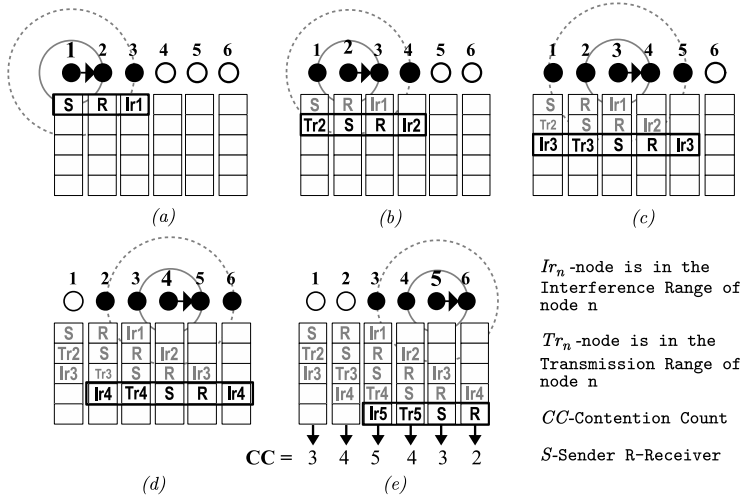 1 2 3 4 5 6
S R Ir1
(a)
1 2 3 4 5 6
S R Ir1
Tr2 S R Ir2
(b)
1 2 3 4 5 6
S R Ir1
Tr2 S R Ir2
Ir3 Tr3 S R Ir3
(c)
1 2 3 4 5 6
S R Ir1
Tr2 S R Ir2
Ir3 Tr3 S R Ir3
Ir4 Tr4 S R Ir4
(d)
1 2 3 4 5 6
S R Ir1
Tr2 S R Ir2
Ir3 Tr3 S R Ir3
Ir4 Tr4 S R Ir4
Ir5 Tr5 S R
CC = 3 4 5 4 3 2
(e)
Irn -node is in the
Interference Range of
node n
Trn -node is in the
Transmission Range of
node n
CC-Contention Count
S-Sender R-Receiver